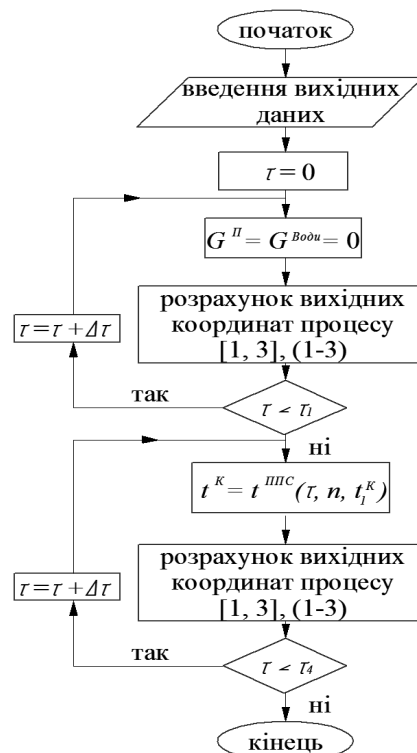 початок
введення вихідних
даних
τ = 0
G^П = G^Води = 0
розрахунок вихідних
координат процесу
[1, 3], (1-3)
τ = τ + Δτ
так
τ < τ₁
ні
t^К = t^ППС(τ, n, t₁^К)
розрахунок вихідних
координат процесу
[1, 3], (1-3)
τ = τ + Δτ
так
τ < τ₄
ні
кінець